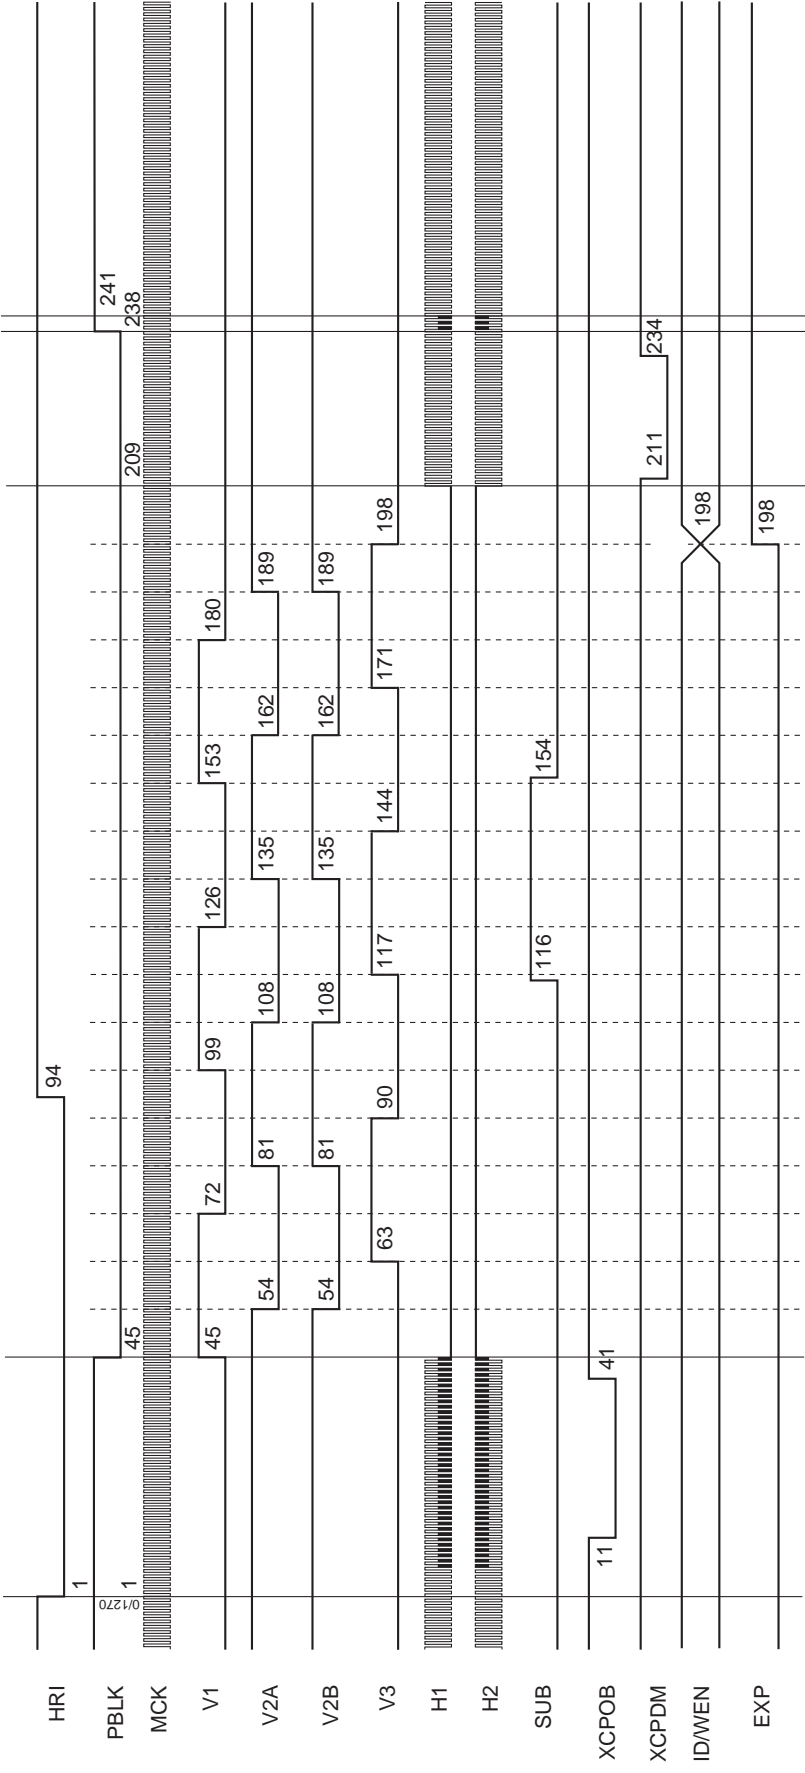 HRI 1 94
PBLK 0/1270 1 45 209 238 241
MCK
V1 45 72 99 126 153 180
V2A 54 81 108 135 162 189
V2B 54 81 108 135 162 189
V3 63 90 117 144 171 198
H1
H2
SUB 116 154
XCPOB 11 41
XCPDM 211 234
ID/WEN 198
EXP 198